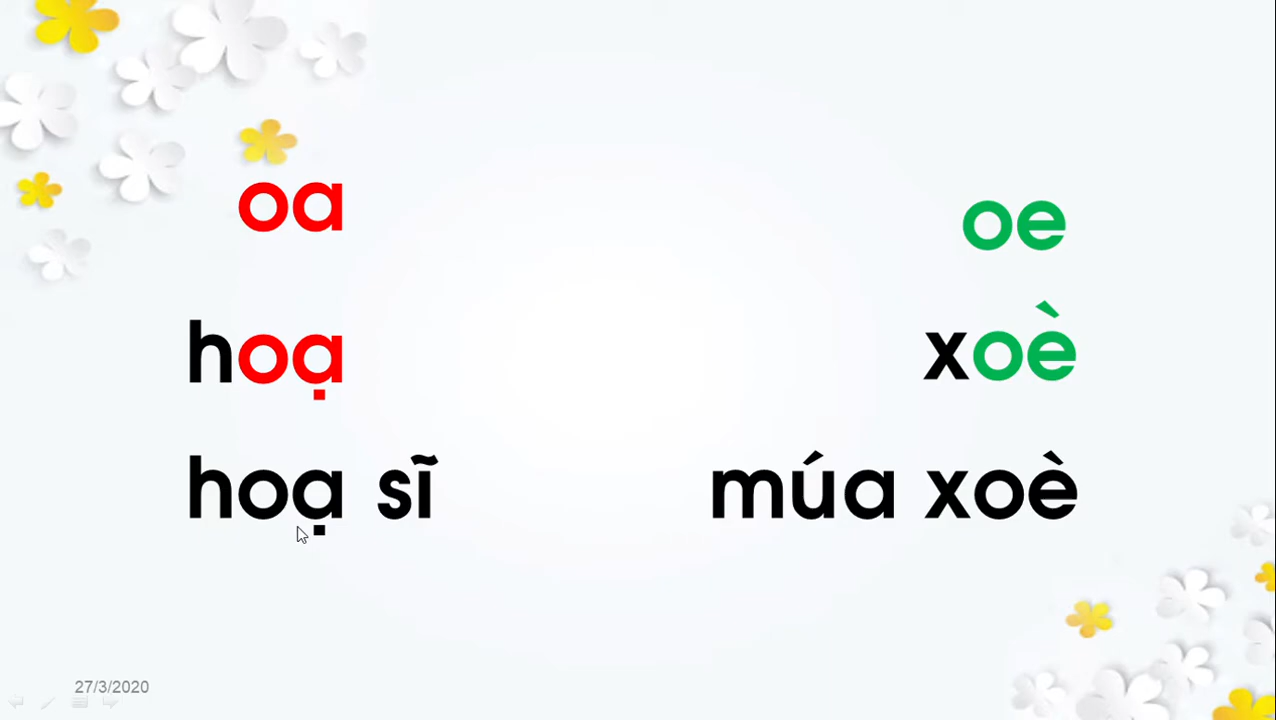 oa
oe
hoạ
xoè
hoạ sĩ
múa xoè
27/3/2020